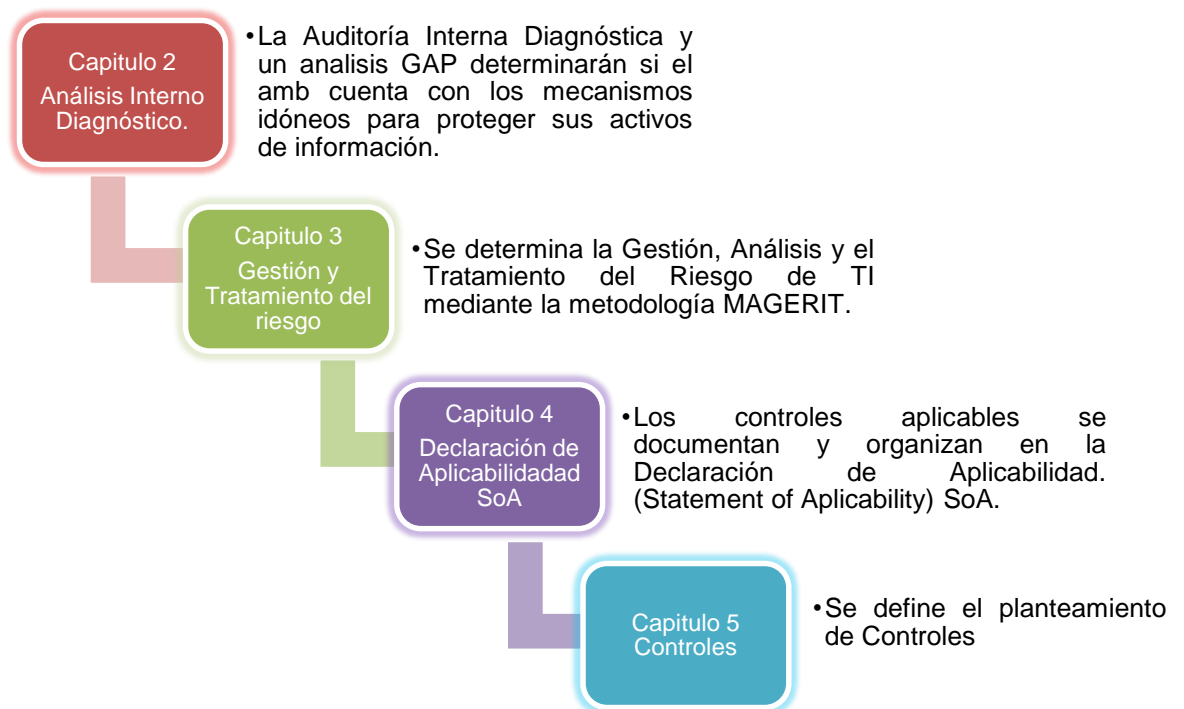 Capitulo 2
Análisis Interno
Diagnóstico.
•La Auditoría Interna Diagnóstica y
un analisis GAP determinarán si el
amb cuenta con los mecanismos
idóneos para proteger sus activos
de información.
Capitulo 3
Gestión y
Tratamiento del
riesgo
•Se determina la Gestión, Análisis y el
Tratamiento del Riesgo de TI
mediante la metodología MAGERIT.
Capitulo 4
Declaración de
Aplicabilidadad
SoA
•Los controles aplicables se
documentan y organizan en la
Declaración de Aplicabilidad.
(Statement of Aplicability) SoA.
Capitulo 5
Controles
•Se define el planteamiento
de Controles